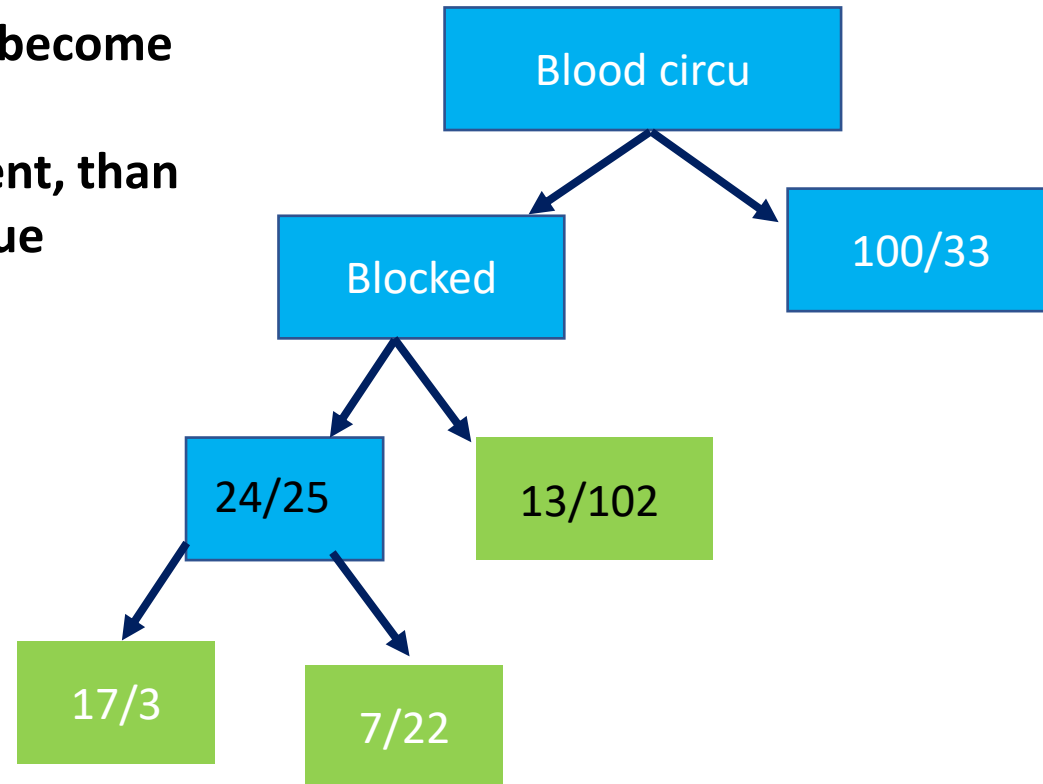 become
ent, than
ue
Blood circu
Blocked
100/33
24/25
13/102
17/3
7/22